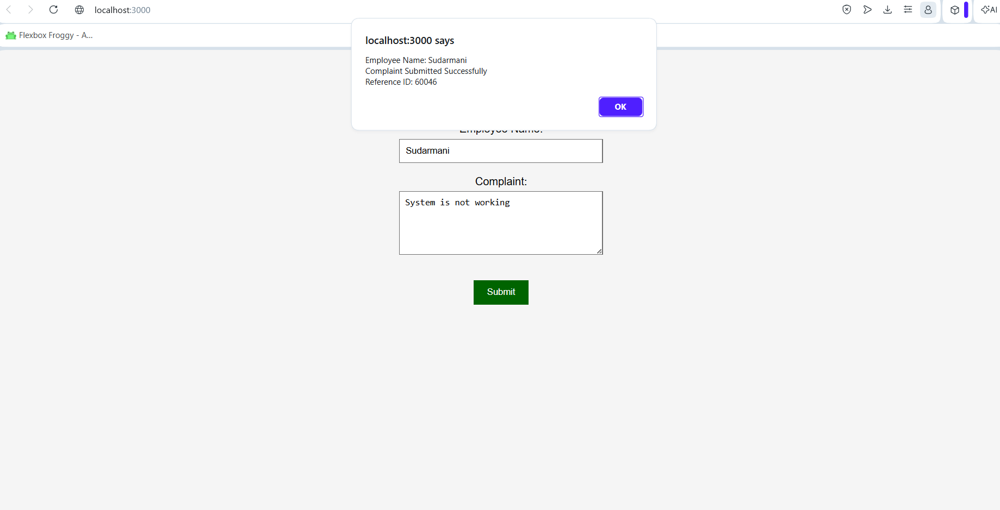 localhost:3000
AI
Flexbox Froggy - A...
localhost:3000 says
Employee Name: Sudarmani
Complaint Submitted Successfully
Reference ID: 60046
OK
Employee Name:
Sudarmani
Complaint:
System is not working
Submit